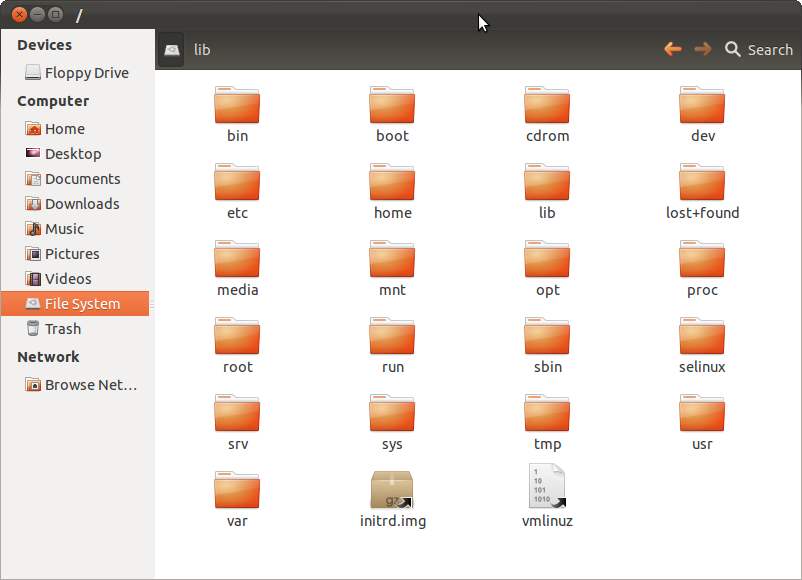 /
Devices
lib
Search
Floppy Drive
Computer
Home
Desktop
Documents
Downloads
Music
Pictures
Videos
File System
Trash
Network
Browse Net…
bin boot cdrom dev
etc home lib lost+found
media mnt opt proc
root run sbin selinux
srv sys tmp usr
gz
1
10
101
1010
var initrd.img vmlinuz